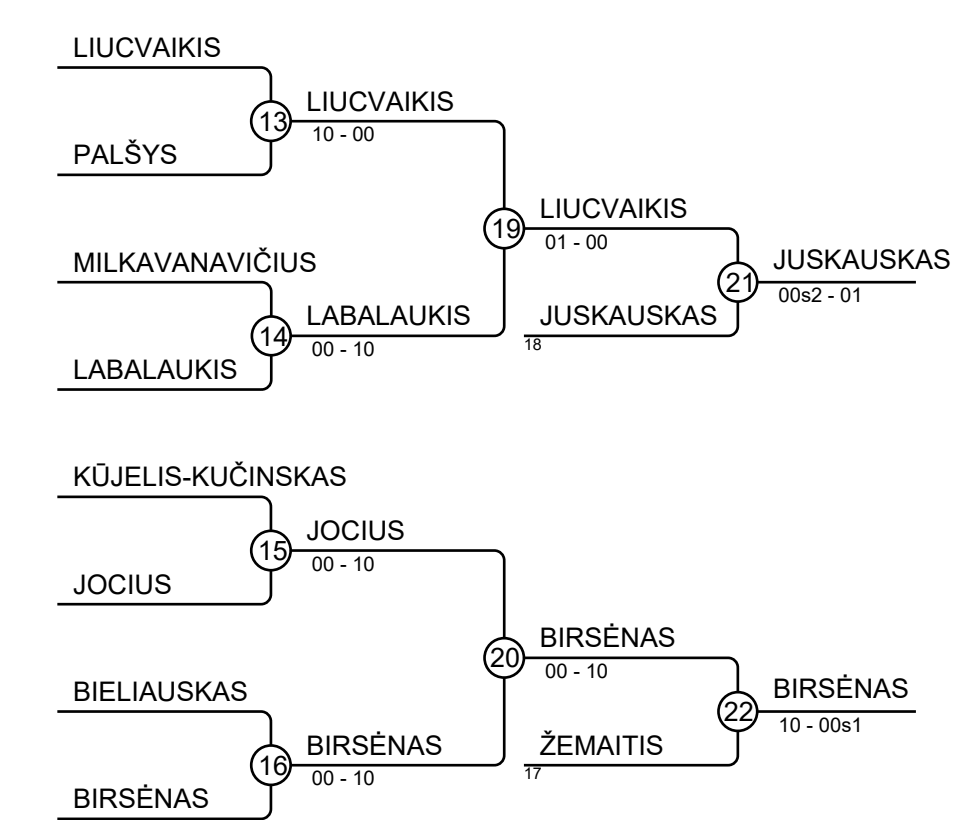 LIUCVAIKIS
13
LIUCVAIKIS
10 - 00
PALŠYS
19
LIUCVAIKIS
01 - 00
MILKAVANAVIČIUS
21
JUSKAUSKAS
00s2 - 01
14
LABALAUKIS
00 - 10
JUSKAUSKAS
18
LABALAUKIS
KŪJELIS-KUČINSKAS
15
JOCIUS
00 - 10
JOCIUS
20
BIRSĖNAS
00 - 10
BIELIAUSKAS
22
BIRSĖNAS
10 - 00s1
16
BIRSĖNAS
00 - 10
ŽEMAITIS
17
BIRSĖNAS